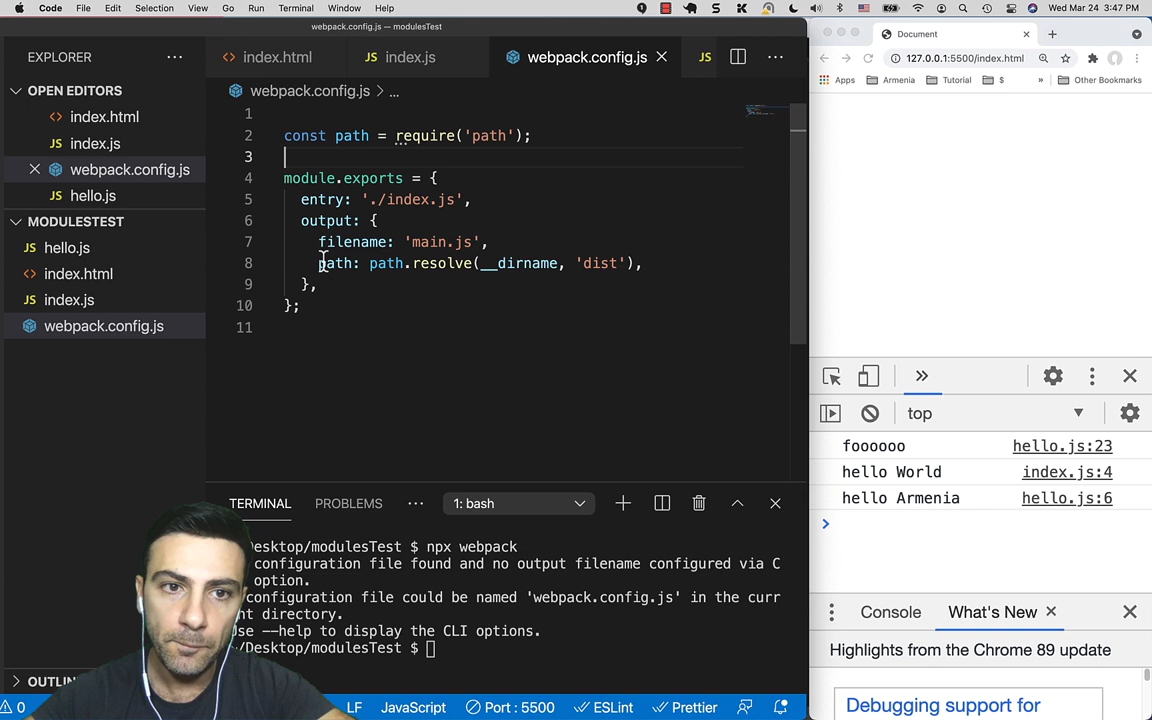 Code File Edit Selection View Go Run Terminal Window Help
Wed Mar 24 3:47 PM
webpack.config.js — modulesTest
Document
EXPLORER
index.html
index.js
webpack.config.js
JS
127.0.0.1:5500/index.html
Apps Armenia Tutorial $ » Other Bookmarks
OPEN EDITORS
index.html
JS index.js
webpack.config.js
JS hello.js
MODULESTEST
JS hello.js
index.html
JS index.js
webpack.config.js
OUTLIN
webpack.config.js > ...
1
2 const path = require('path');
3
4 module.exports = {
5 entry: './index.js',
6 output: {
7 filename: 'main.js',
8 path: path.resolve(__dirname, 'dist'),
9 },
10 };
11
TERMINAL PROBLEMS ... 1: bash
Desktop/modulesTest $ npx webpack
configuration file found and no output filename configured via C
option.
configuration file could be named 'webpack.config.js' in the curr
nt directory.
Use --help to display the CLI options.
/Desktop/modulesTest $
0 LF JavaScript Port : 5500 ESLint Prettier
top
foooooo hello.js:23
hello World index.js:4
hello Armenia hello.js:6
Console What's New
Highlights from the Chrome 89 update
Debugging support for